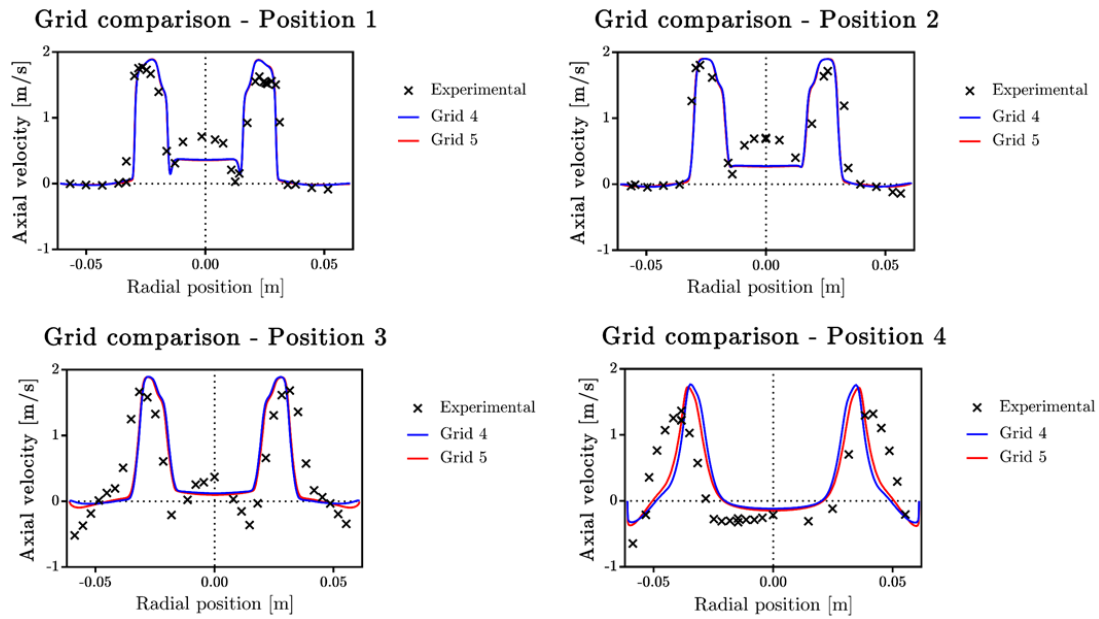 Grid comparison - Position 1
2
1
0
-1
Axial velocity [m/s]
-0.05 0.00 0.05
Radial position [m]
Experimental
Grid 4
Grid 5
Grid comparison - Position 2
2
1
0
-1
Axial velocity [m/s]
-0.05 0.00 0.05
Radial position [m]
Experimental
Grid 4
Grid 5
Grid comparison - Position 3
2
1
0
-1
Axial velocity [m/s]
-0.05 0.00 0.05
Radial position [m]
Experimental
Grid 4
Grid 5
Grid comparison - Position 4
2
1
0
-1
Axial velocity [m/s]
-0.05 0.00 0.05
Radial position [m]
Experimental
Grid 4
Grid 5